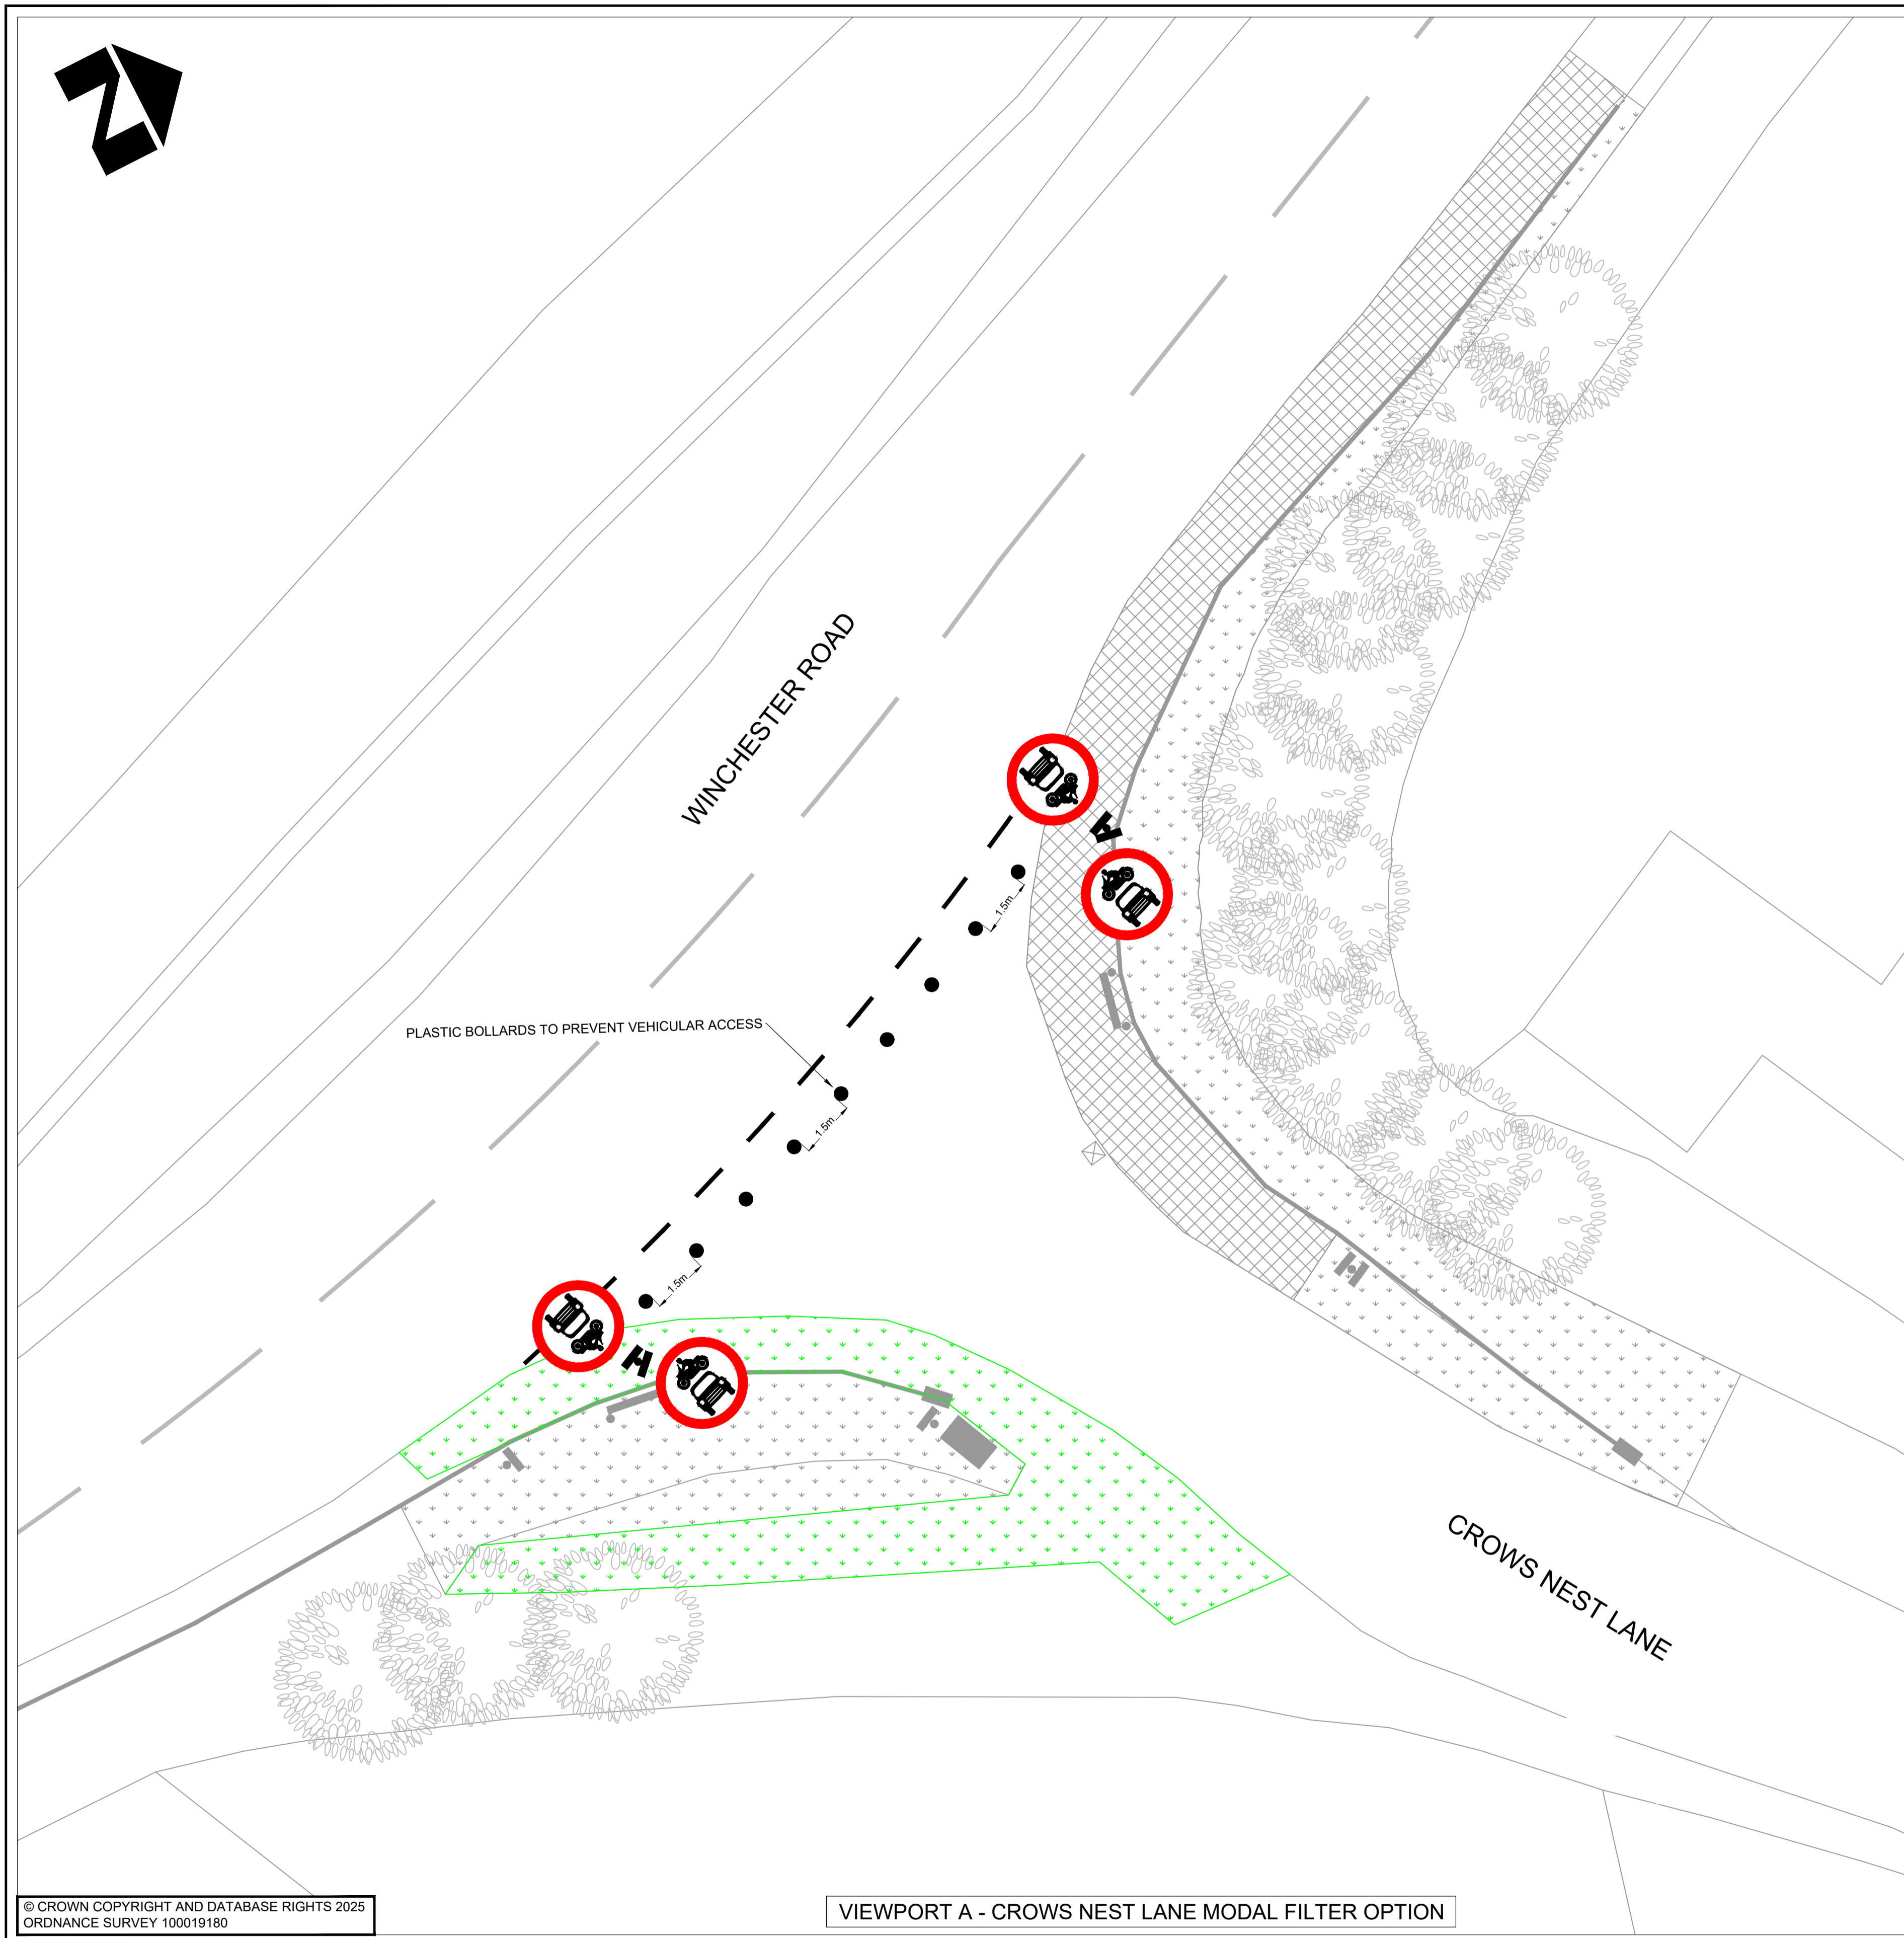 N
WINCHESTER ROAD
1.5m
PLASTIC BOLLARDS TO PREVENT VEHICULAR ACCESS
1.5m
1.5m
CROWS NEST LANE
© CROWN COPYRIGHT AND DATABASE RIGHTS 2025
ORDNANCE SURVEY 100019180
VIEWPORT A - CROWS NEST LANE MODAL FILTER OPTION